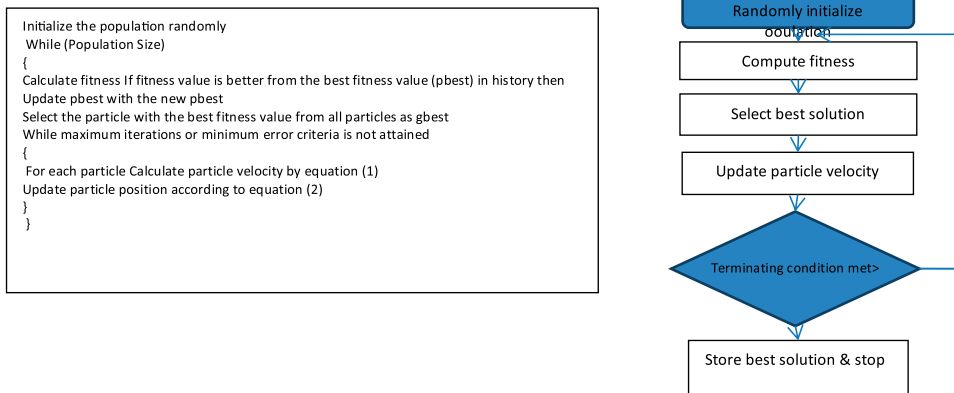 Initialize the population randomly
While (Population Size)
{
Calculate fitness If fitness value is better from the best fitness value (pbest) in history then
Update pbest with the new pbest
Select the particle with the best fitness value from all particles as gbest
While maximum iterations or minimum error criteria is not attained
{
For each particle Calculate particle velocity by equation (1)
Update particle position according to equation (2)
}
}
Randomly initialize
ooulation
Compute fitness
Select best solution
Update particle velocity
Terminating condition met>
Store best solution & stop